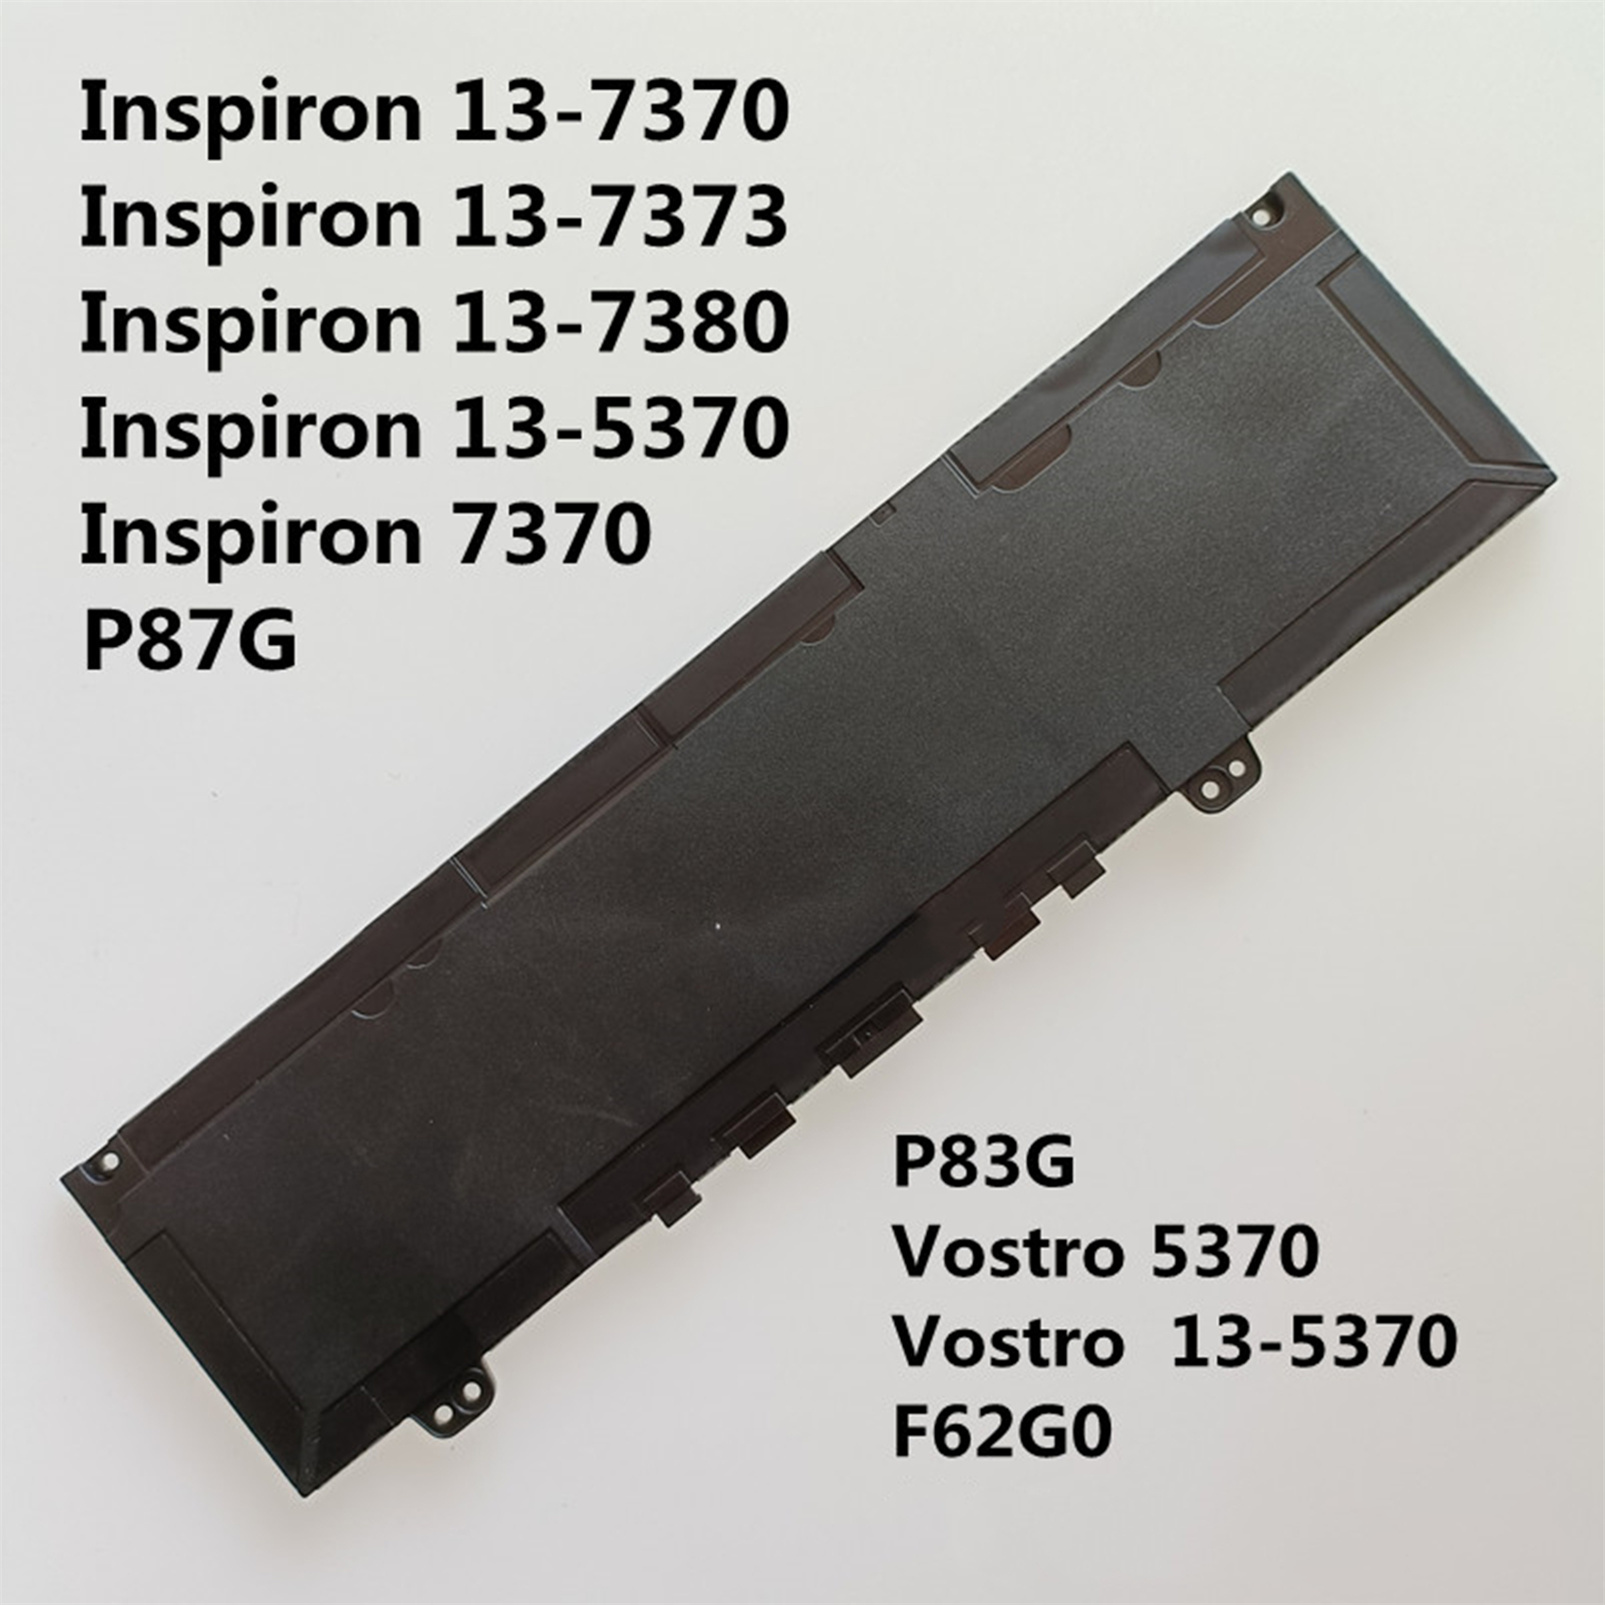 Inspiron 13-7370
Inspiron 13-7373
Inspiron 13-7380
Inspiron 13-5370
Inspiron 7370
P87G
P83G
Vostro 5370
Vostro 13-5370
F62G0